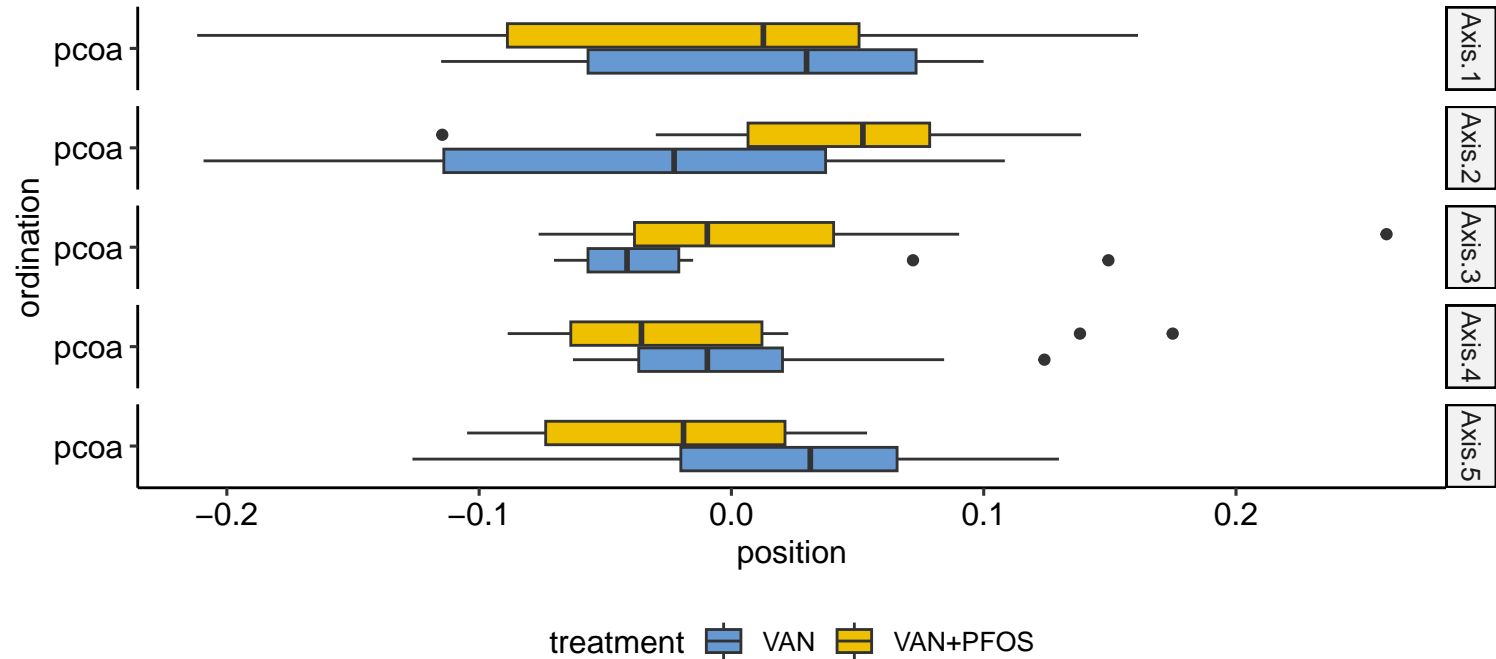 pcoa
Axis.1
pcoa
Axis.2
pcoa
Axis.3
pcoa
Axis.4
pcoa
Axis.5
ordination
−0.2 −0.1 0.0 0.1 0.2
position
treatment VAN VAN+PFOS